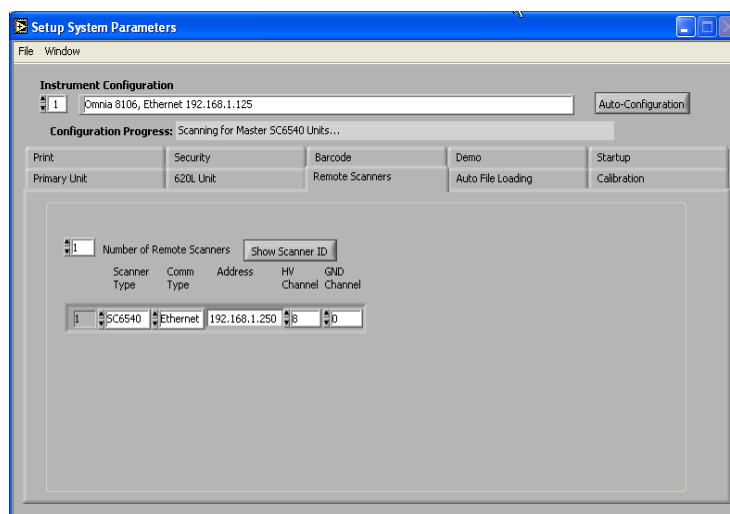 Setup System Parameters
File Window
Instrument Configuration
1 Omnia 8106, Ethernet 192.168.1.125 Auto-Configuration
Configuration Progress: Scanning for Master SC6540 Units...
Print Security Barcode Demo Startup
Primary Unit 620L Unit Remote Scanners Auto File Loading Calibration
1 Number of Remote Scanners Show Scanner ID
Scanner Type Comm Type Address HV Channel GND Channel
1 SC6540 Ethernet 192.168.1.250 8 0